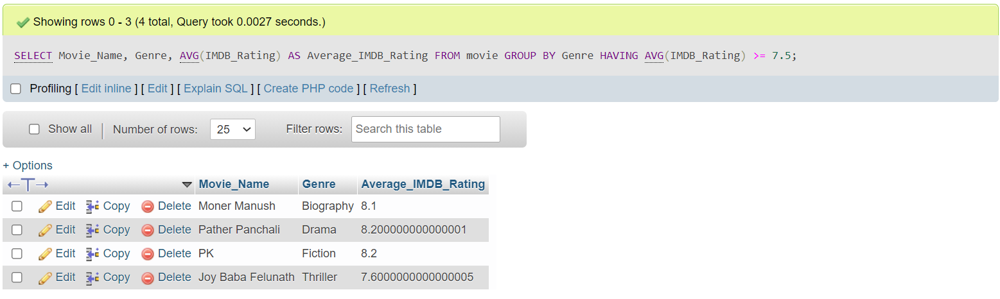 Showing rows 0 - 3 (4 total, Query took 0.0027 seconds.)
SELECT Movie_Name, Genre, AVG(IMDB_Rating) AS Average_IMDB_Rating FROM movie GROUP BY Genre HAVING AVG(IMDB_Rating) >= 7.5;
Profiling [ Edit inline ] [ Edit ] [ Explain SQL ] [ Create PHP code ] [ Refresh ]
Show all | Number of rows: 25 Filter rows: Search this table
+ Options
←T→ Movie_Name Genre Average_IMDB_Rating
Edit Copy Delete Moner Manush Biography 8.1
Edit Copy Delete Pather Panchali Drama 8.200000000000001
Edit Copy Delete PK Fiction 8.2
Edit Copy Delete Joy Baba Felunath Thriller 7.6000000000000005